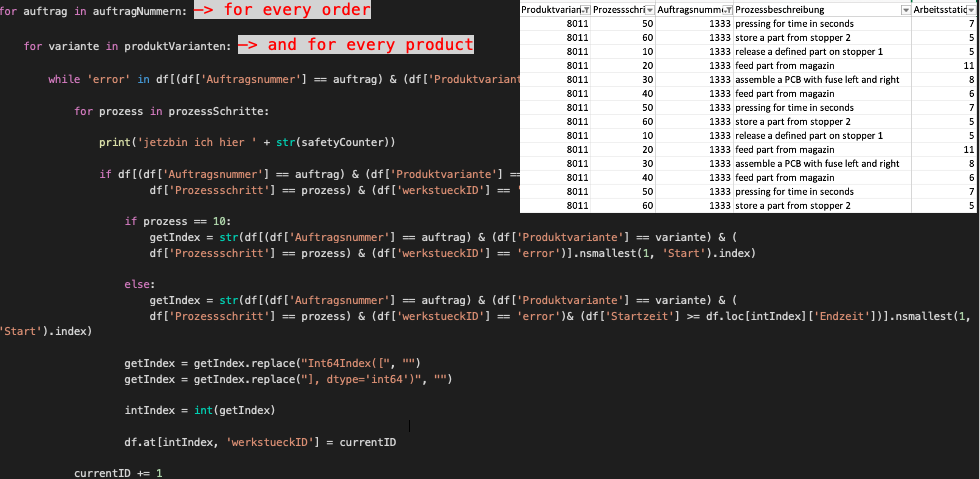 for auftrag in auftragNummern: —> for every order
for variante in produktVarianten: —> and for every product
while 'error' in df[(df['Auftragsnummer'] == auftrag) & (df['Produktvariant
for prozess in prozessSchritte:
print('jetzbin ich hier ' + str(safetyCounter))
if df[(df['Auftragsnummer'] == auftrag) & (df['Produktvariante'] ==
df['Prozessschritt'] == prozess) & (df['werkstueckID'] == '
if prozess == 10:
getIndex = str(df[(df['Auftragsnummer'] == auftrag) & (df['Produktvariante'] == variante) & (
df['Prozessschritt'] == prozess) & (df['werkstueckID'] == 'error')].nsmallest(1, 'Start').index)
else:
getIndex = str(df[(df['Auftragsnummer'] == auftrag) & (df['Produktvariante'] == variante) & (
df['Prozessschritt'] == prozess) & (df['werkstueckID'] == 'error')& (df['Startzeit'] >= df.loc[intIndex]['Endzeit'])].nsmallest(1,
'Start').index)
getIndex = getIndex.replace("Int64Index([", "")
getIndex = getIndex.replace("], dtype='int64')", "")
intIndex = int(getIndex)
df.at[intIndex, 'werkstueckID'] = currentID
currentID += 1
Produktvarian Prozessschri Auftragsnumm Prozessbeschreibung Arbeitsstatio
8011 50 1333 pressing for time in seconds 7
8011 60 1333 store a part from stopper 2 5
8011 10 1333 release a defined part on stopper 1 5
8011 20 1333 feed part from magazin 11
8011 30 1333 assemble a PCB with fuse left and right 8
8011 40 1333 feed part from magazin 6
8011 50 1333 pressing for time in seconds 7
8011 60 1333 store a part from stopper 2 5
8011 10 1333 release a defined part on stopper 1 5
8011 20 1333 feed part from magazin 11
8011 30 1333 assemble a PCB with fuse left and right 8
8011 40 1333 feed part from magazin 6
8011 50 1333 pressing for time in seconds 7
8011 60 1333 store a part from stopper 2 5